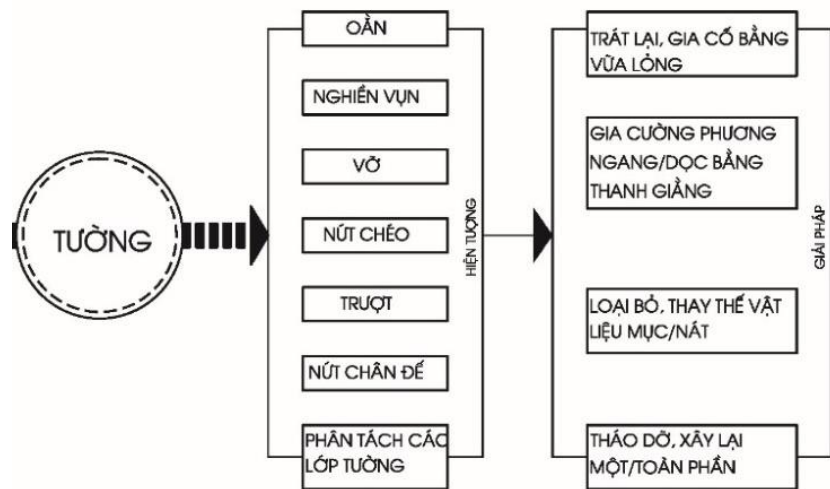 TƯỜNG
OẰN
NGHIỀN VỤN
VỠ
NỨT CHÉO
TRƯỢT
NỨT CHÂN ĐẾ
PHÂN TÁCH CÁC
LỚP TƯỜNG
HIỆN TƯỢNG
TRÁT LẠI, GIA CỐ BẰNG
VỮA LỎNG
GIA CƯỜNG PHƯƠNG
NGANG/DỌC BẰNG
THANH GIẰNG
LOẠI BỎ, THAY THẾ VẬT
LIỆU MỤC/NÁT
THÁO DỠ, XÂY LẠI
MỘT/TOÀN PHẦN
GIẢI PHÁP